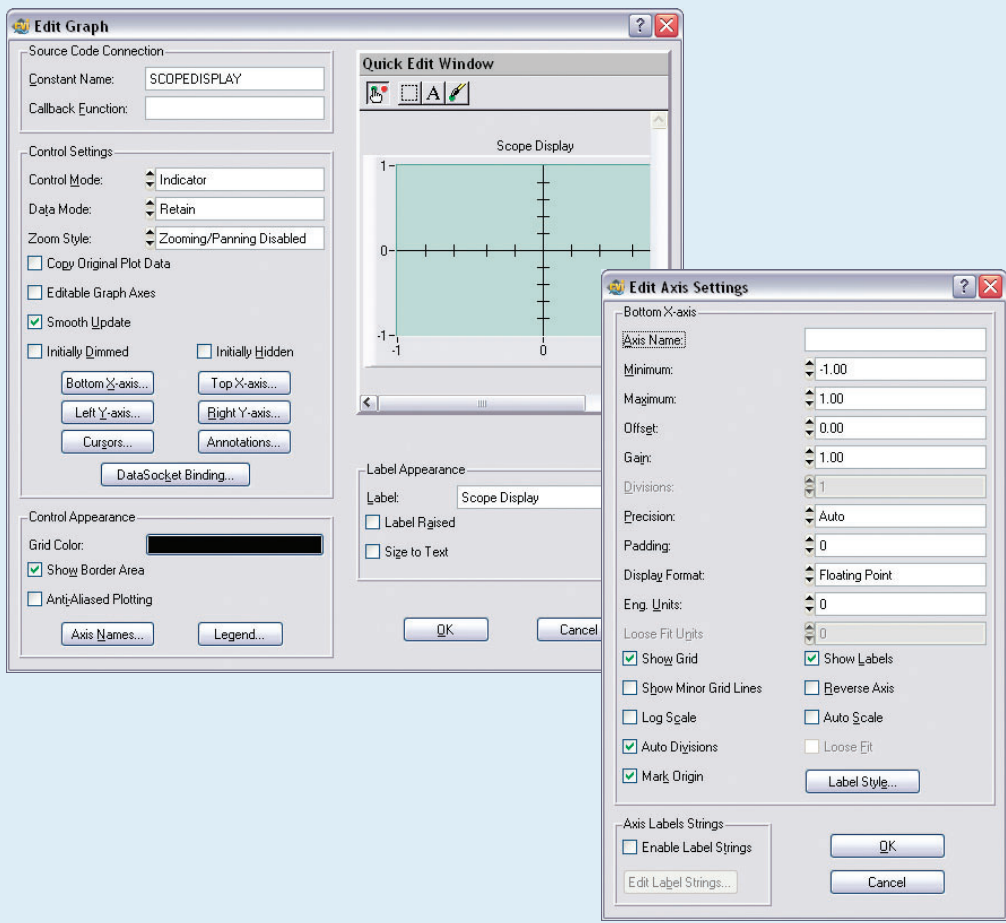 Edit Graph
Source Code Connection
Constant Name: SCOPEDISPLAY
Callback Function:
Control Settings
Control Mode: Indicator
Data Mode: Retain
Zoom Style: Zooming/Panning Disabled
Copy Original Plot Data
Editable Graph Axes
Smooth Update
Initially Dimmed Initially Hidden
Bottom X-axis... Top X-axis...
Left Y-axis... Right Y-axis...
Cursors... Annotations...
DataSocket Binding...
Control Appearance
Grid Color:
Show Border Area
Anti-Aliased Plotting
Axis Names... Legend...
Quick Edit Window
A
Scope Display
1
0
-1
-1 0
Label Appearance
Label: Scope Display
Label Raised
Size to Text
OK Cancel
Edit Axis Settings
?
Bottom X-axis
Axis Name:
Minimum: -1.00
Maximum: 1.00
Offset: 0.00
Gain: 1.00
Divisions: 1
Precision: Auto
Padding: 0
Display Format: Floating Point
Eng. Units: 0
Loose Fit Units 0
Show Grid Show Labels
Show Minor Grid Lines Reverse Axis
Log Scale Auto Scale
Auto Divisions Loose Fit
Mark Origin Label Style...
Axis Labels Strings
Enable Label Strings
Edit Label Strings...
OK
Cancel